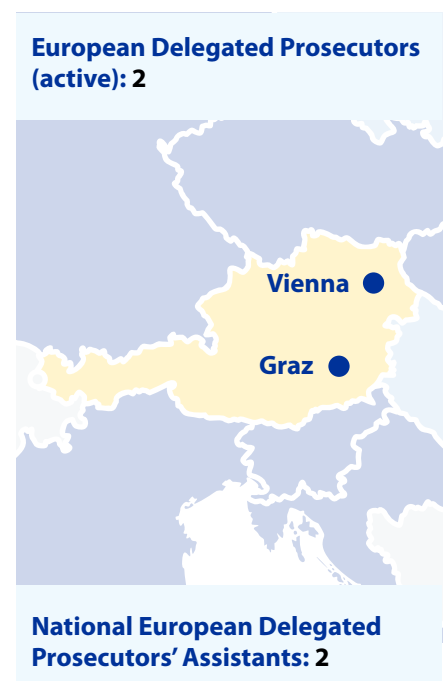 European Delegated Prosecutors
(active): 2
Vienna
Graz
National European Delegated
Prosecutors’ Assistants: 2